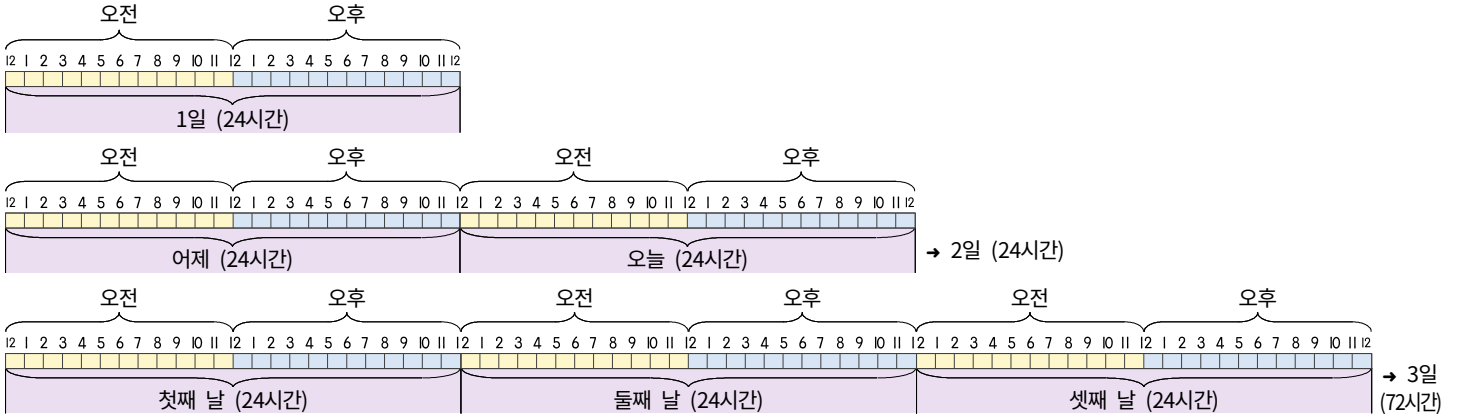 오전 오후
12 1 2 3 4 5 6 7 8 9 10 11 12 1 2 3 4 5 6 7 8 9 10 11 12
1일 (24시간)
오전 오후 오전 오후
12 1 2 3 4 5 6 7 8 9 10 11 12 1 2 3 4 5 6 7 8 9 10 11 12 1 2 3 4 5 6 7 8 9 10 11 12 1 2 3 4 5 6 7 8 9 10 11 12
어제 (24시간) 오늘 (24시간) → 2일 (24시간)
오전 오후 오전 오후 오전 오후
12 1 2 3 4 5 6 7 8 9 10 11 12 1 2 3 4 5 6 7 8 9 10 11 12 1 2 3 4 5 6 7 8 9 10 11 12 1 2 3 4 5 6 7 8 9 10 11 12 1 2 3 4 5 6 7 8 9 10 11 12 1 2 3 4 5 6 7 8 9 10 11 12
첫째 날 (24시간) 둘째 날 (24시간) 셋째 날 (24시간) → 3일
(72시간)